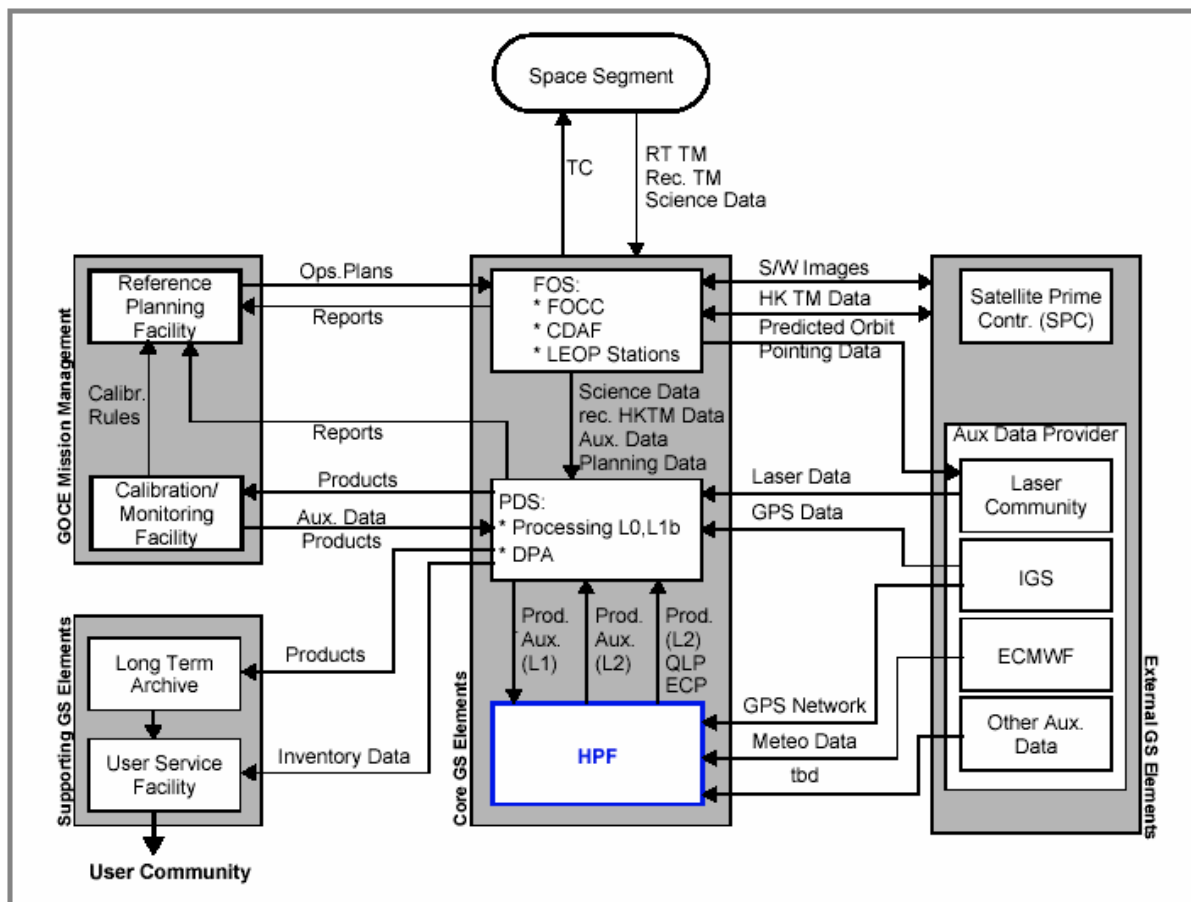 Space Segment
TC
RT TM
Rec. TM
Science Data
GOCE Mission Management
Reference
Planning
Facility
Ops.Plans
Reports
Calibr.
Rules
Reports
Calibration/
Monitoring
Facility
Products
Aux. Data
Products
FOS:
* FOCC
* CDAF
* LEOP Stations
Science Data
rec. HKTM Data
Aux. Data
Planning Data
PDS:
* Processing L0,L1b
* DPA
Prod.
Aux.
(L1)
Prod.
Aux.
(L2)
Prod.
(L2)
QLP
ECP
HPF
Core GS Elements
S/W Images
HK TM Data
Predicted Orbit
Pointing Data
Laser Data
GPS Data
GPS Network
Meteo Data
tbd
Satellite Prime
Contr. (SPC)
Aux Data Provider
Laser
Community
IGS
ECMWF
Other Aux.
Data
External GS Elements
Supporting GS Elements
Long Term
Archive
Products
User Service
Facility
Inventory Data
User Community